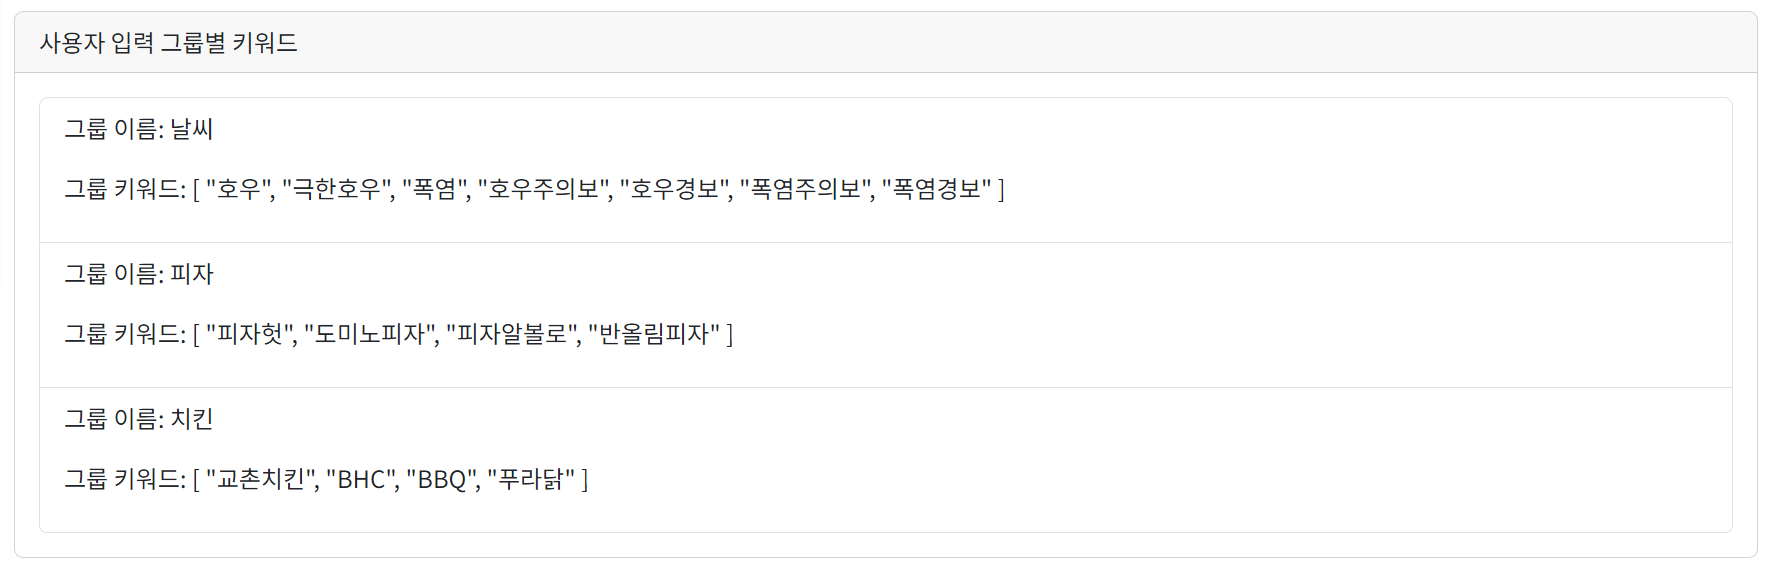 사용자 입력 그룹별 키워드
그룹 이름: 날씨
그룹 키워드: [ "호우", "극한호우", "폭염", "호우주의보", "호우경보", "폭염주의보", "폭염경보" ]
그룹 이름: 피자
그룹 키워드: [ "피자헛", "도미노피자", "피자알볼로", "반올림피자" ]
그룹 이름: 치킨
그룹 키워드: [ "교촌치킨", "BHC", "BBQ", "푸라닭" ]